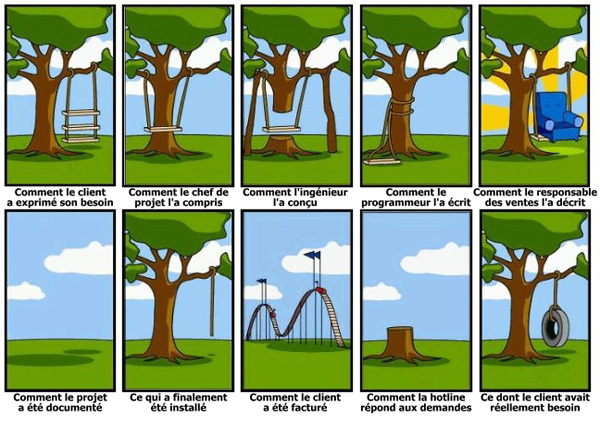 Comment le client
a exprimé son besoin
Comment le chef de
projet l'a compris
Comment l'ingénieur
l'a conçu
Comment le
programmeur l'a écrit
Comment le responsable
des ventes l'a décrit
Comment le projet
a été documenté
Ce qui a finalement
été installé
Comment le client
a été facturé
Comment la hotline
répond aux demandes
Ce dont le client avait
réellement besoin